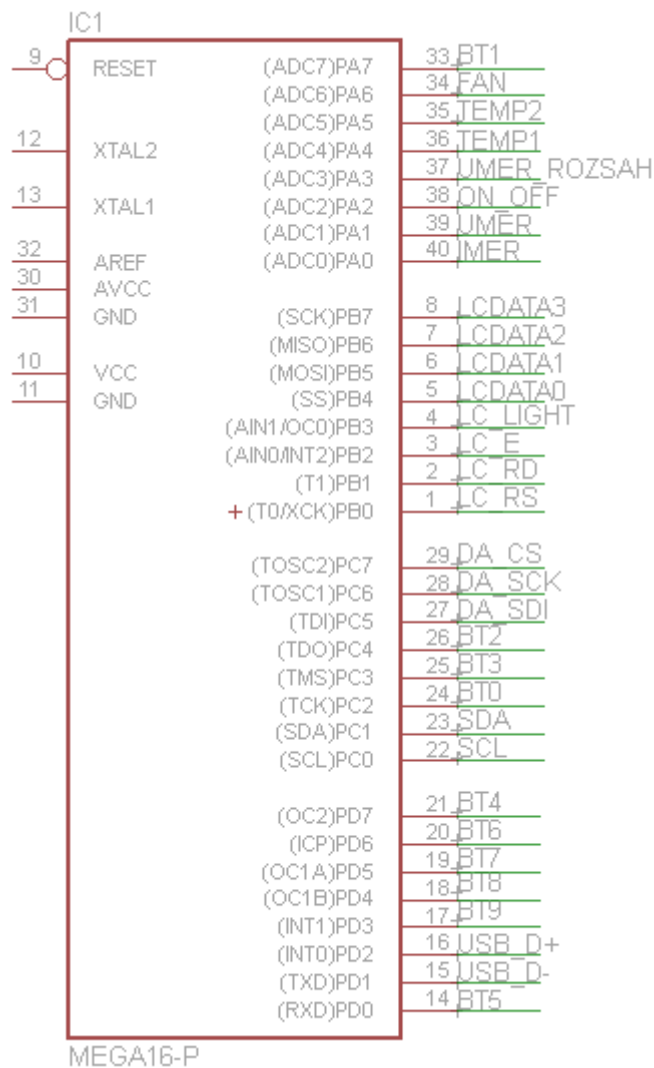 IC1
9 RESET (ADC7)PA7 33 BT1
(ADC6)PA6 34 FAN
(ADC5)PA5 35 TEMP2
12 XTAL2 (ADC4)PA4 36 TEMP1
(ADC3)PA3 37 UMER_ROZSAH
13 XTAL1 (ADC2)PA2 38 ON_OFF
(ADC1)PA1 39 UMER
32 AREF (ADC0)PA0 40 IMER
30 AVCC
31 GND (SCK)PB7 8 LCDATA3
(MISO)PB6 7 LCDATA2
10 VCC (MOSI)PB5 6 LCDATA1
11 GND (SS)PB4 5 LCDATA0
(AIN1/OC0)PB3 4 LC_LIGHT
(AIN0/INT2)PB2 3 LC_E
(T1)PB1 2 LC_RD
+ (T0/XCK)PB0 1 LC_RS
(TOSC2)PC7 29 DA_CS
(TOSC1)PC6 28 DA_SCK
(TDI)PC5 27 DA_SDI
(TDO)PC4 26 BT2
(TMS)PC3 25 BT3
(TCK)PC2 24 BT0
(SDA)PC1 23 SDA
(SCL)PC0 22 SCL
(OC2)PD7 21 BT4
(ICP)PD6 20 BT6
(OC1A)PD5 19 BT7
(OC1B)PD4 18 BT8
(INT1)PD3 17 BT9
(INT0)PD2 16 USB_D+
(TXD)PD1 15 USB_D-
(RXD)PD0 14 BT5
MEGA16-P